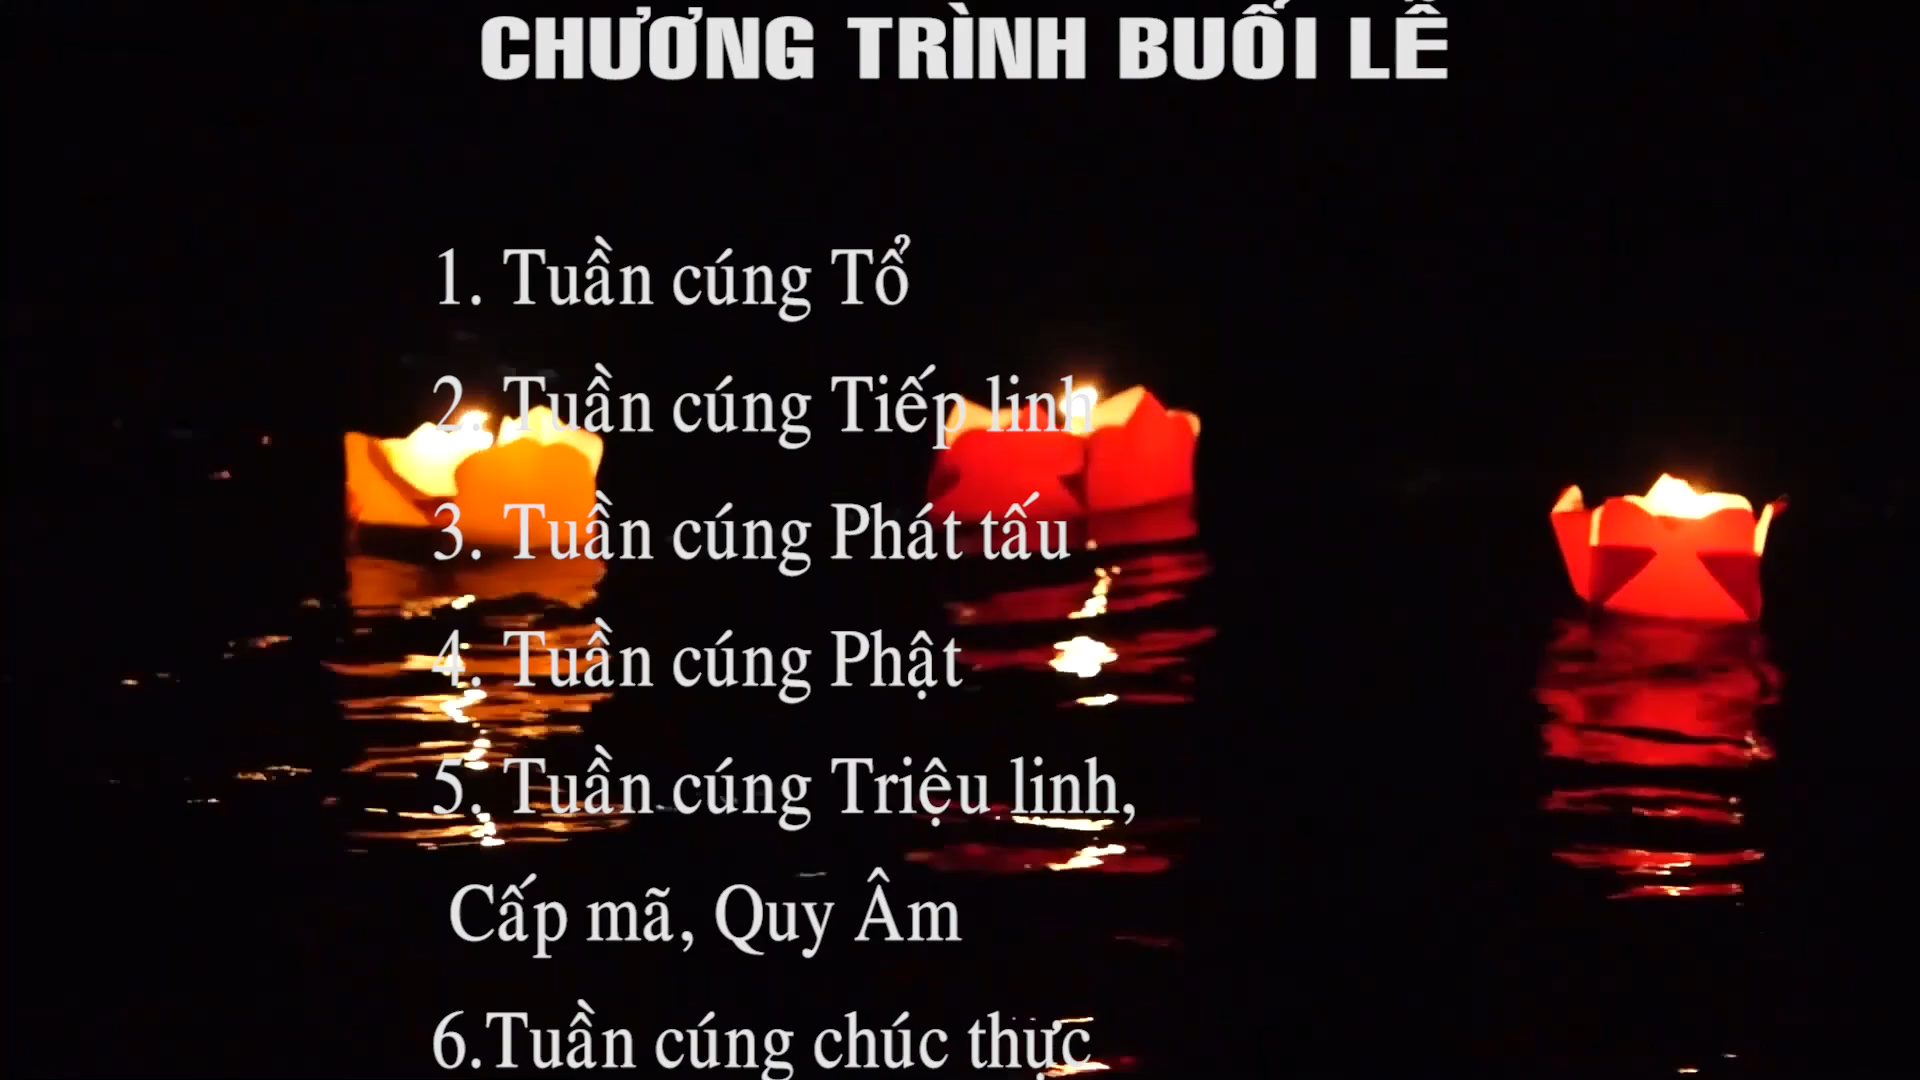 CHƯƠNG TRÌNH BUỔI LỄ
1. Tuần cúng Tổ
2. Tuần cúng Tiếp linh
3. Tuần cúng Phát tấu
4. Tuần cúng Phật
5. Tuần cúng Triệu linh,
Cấp mã, Quy Âm
6.Tuần cúng chúc thực